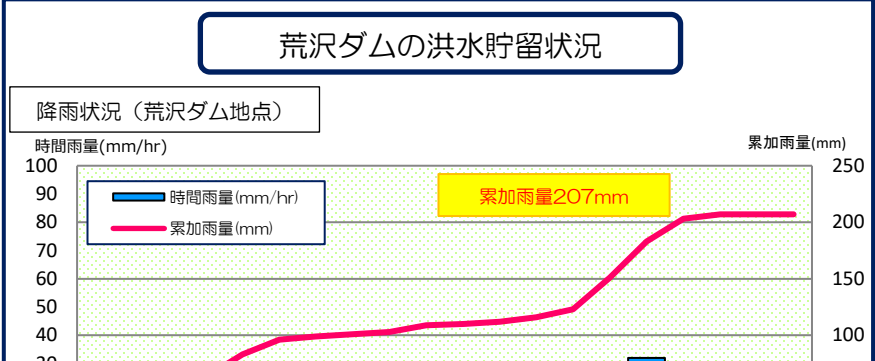 荒沢ダムの洪水貯留状況
降雨状況（荒沢ダム地点）
時間雨量(mm/hr)
累加雨量(mm)
100
250
90
時間雨量(mm/hr)
累加雨量207mm
80
200
累加雨量(mm)
70
60
150
50
40
100
30